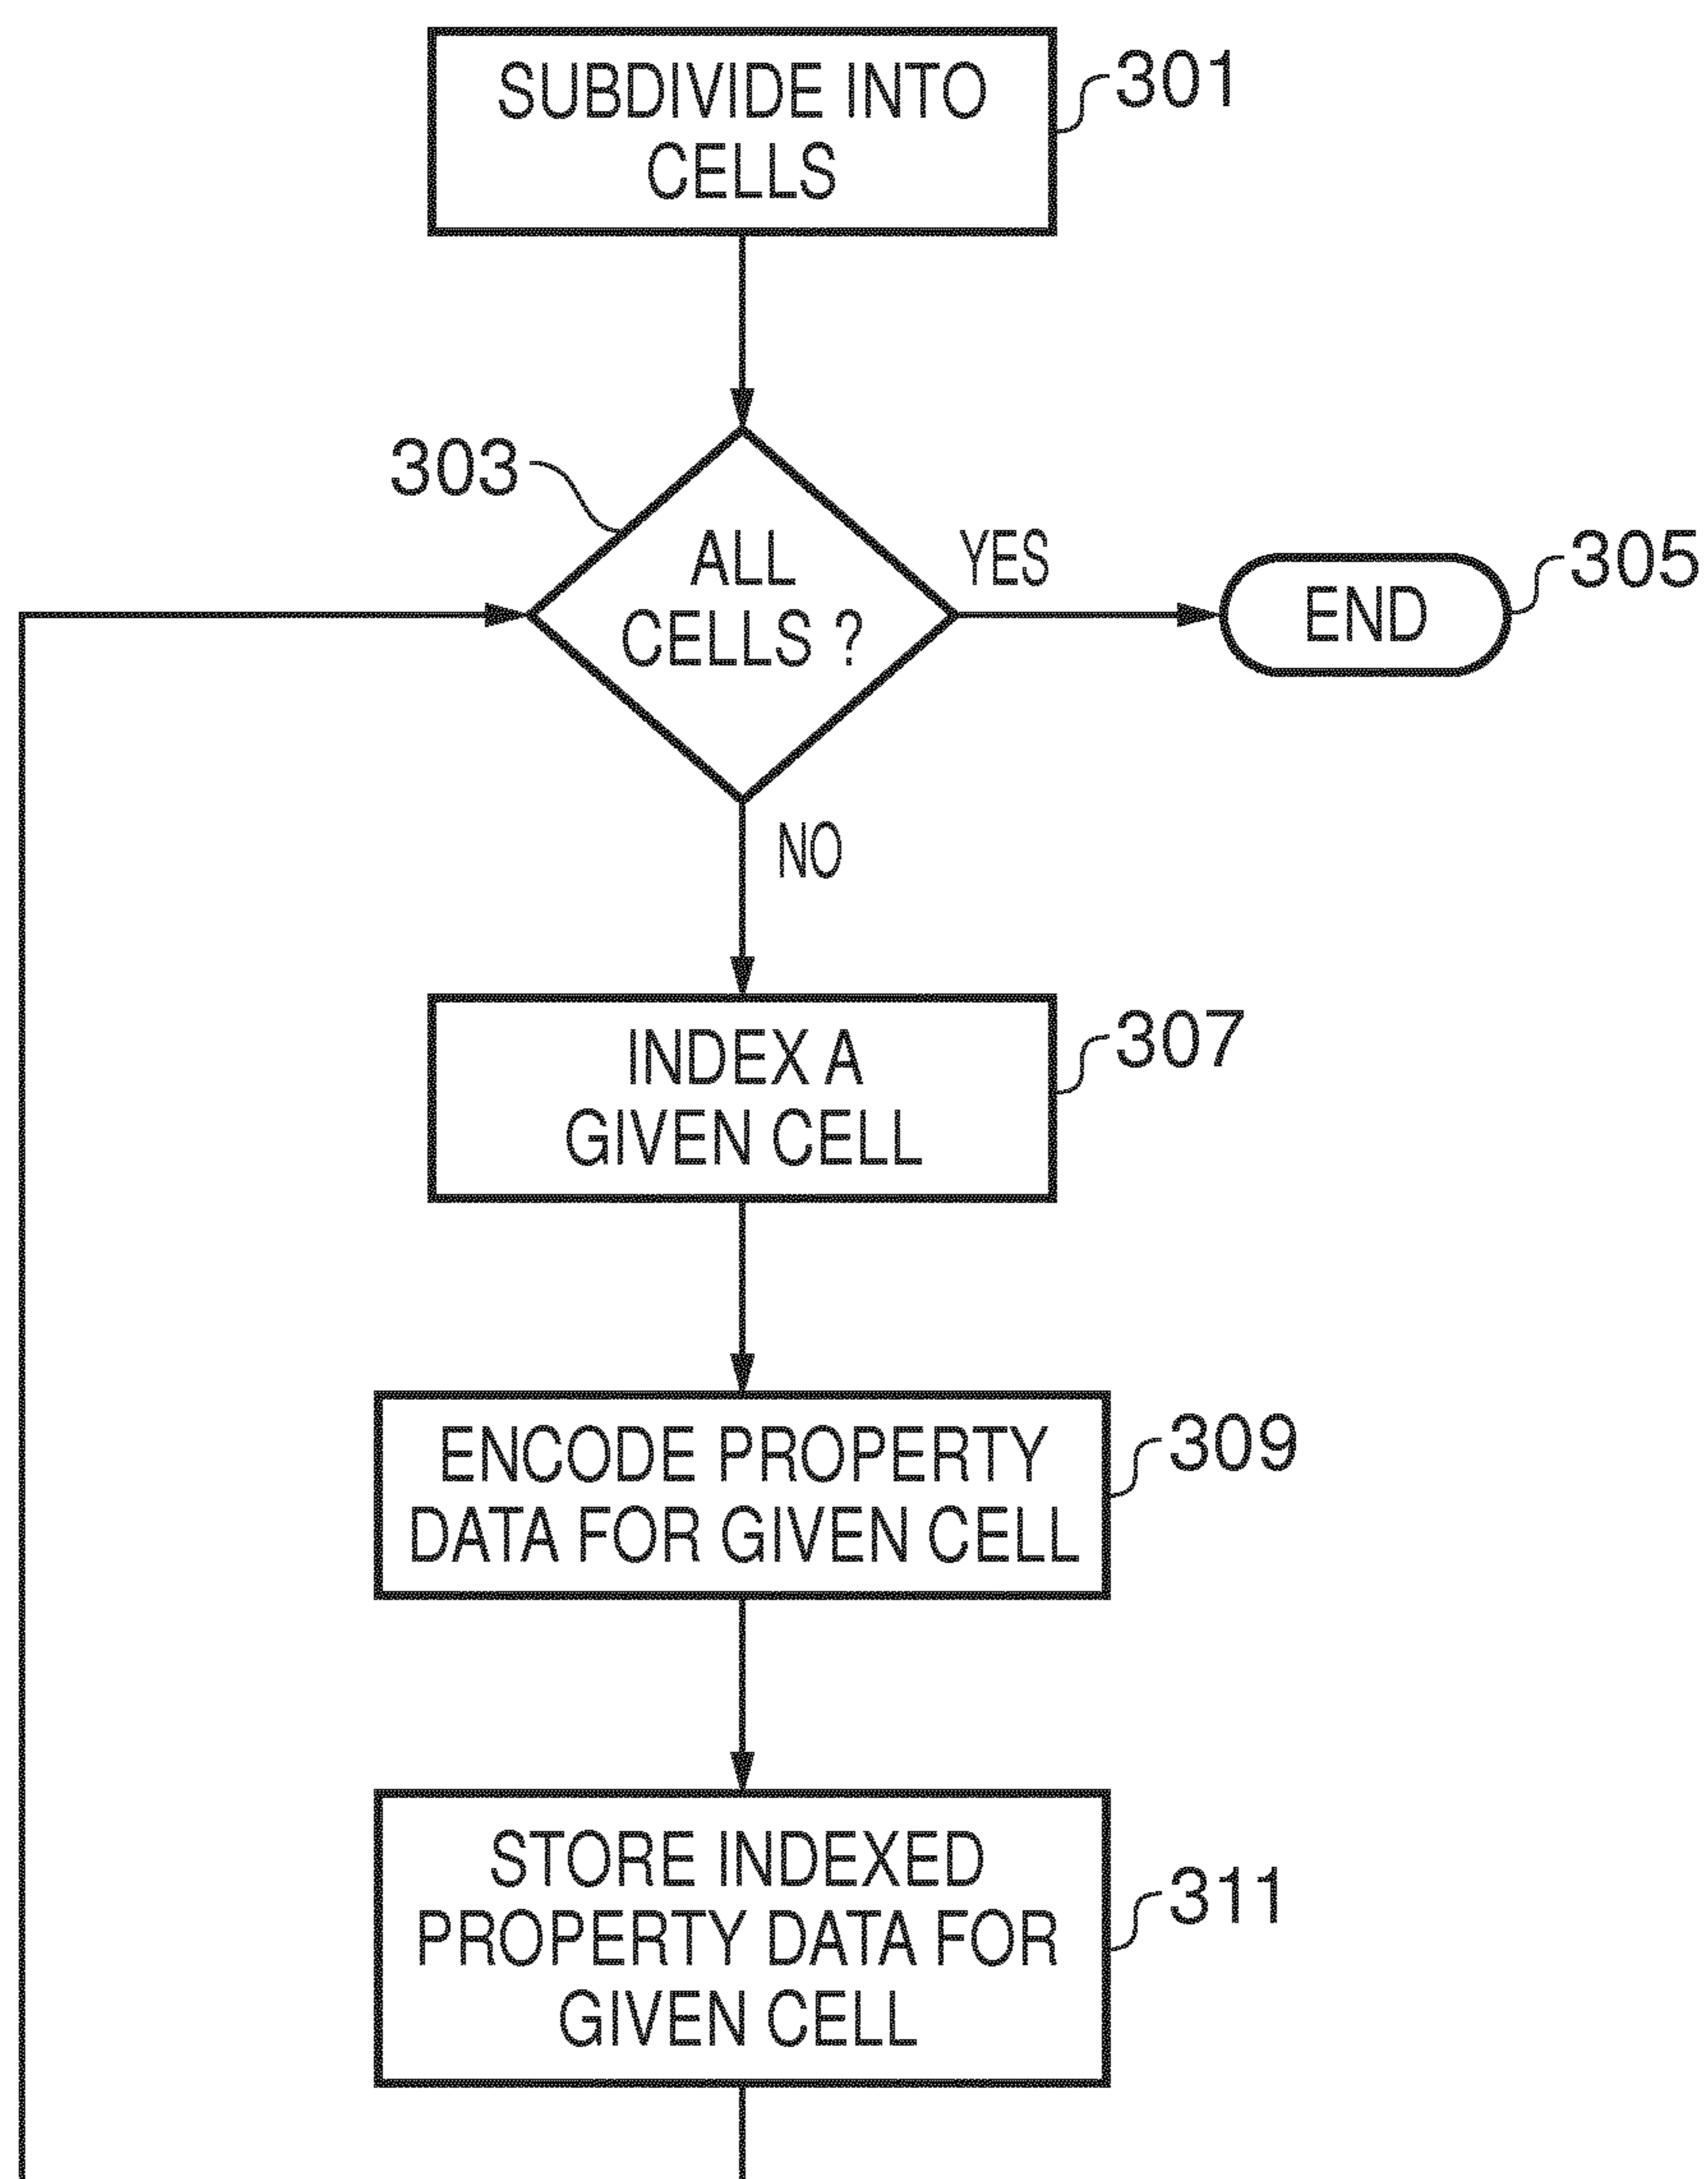 SUBDIVIDE INTO
CELLS
301
303
ALL
CELLS ?
YES
END
305
NO
INDEX A
GIVEN CELL
307
ENCODE PROPERTY
DATA FOR GIVEN CELL
309
STORE INDEXED
PROPERTY DATA FOR
GIVEN CELL
311